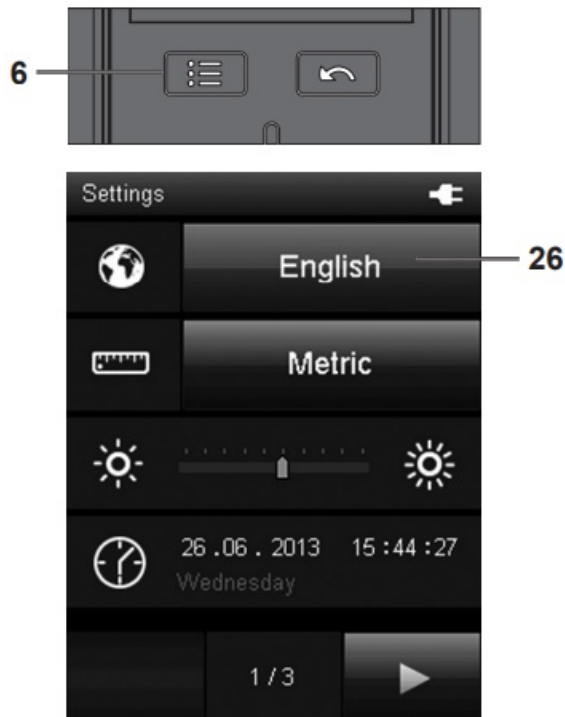 6
Settings
English
26
Metric
26 .06 . 2013 15 :44 :27
Wednesday
1 / 3